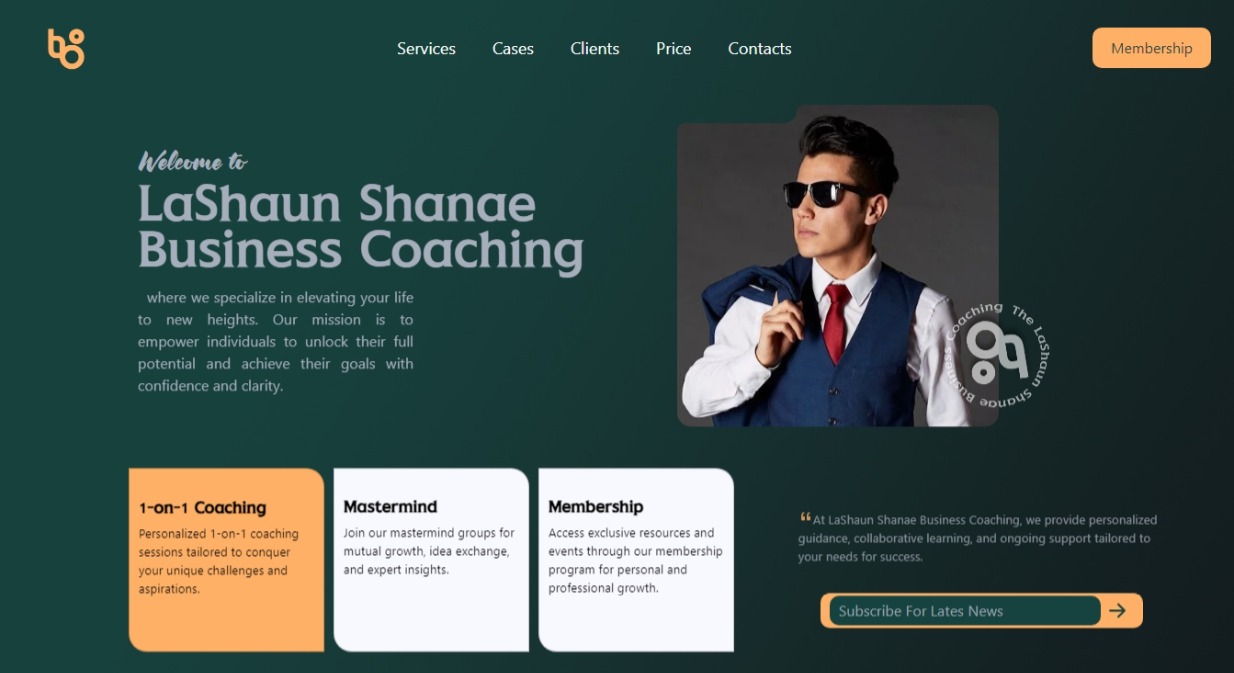 Services
Cases
Clients
Price
Contacts
Membership
Welcome to
LaShaun Shanae
Business Coaching
where we specialize in elevating your life
to new heights. Our mission is to
empower individuals to unlock their full
potential and achieve their goals with
confidence and clarity.
The LaShaun Shanae Business Coaching
1-on-1 Coaching
Personalized 1-on-1 coaching
sessions tailored to conquer
your unique challenges and
aspirations.
Mastermind
Join our mastermind groups for
mutual growth, idea exchange,
and expert insights.
Membership
Access exclusive resources and
events through our membership
program for personal and
professional growth.
“At LaShaun Shanae Business Coaching, we provide personalized
guidance, collaborative learning, and ongoing support tailored to
your needs for success.
Subscribe For Lates News